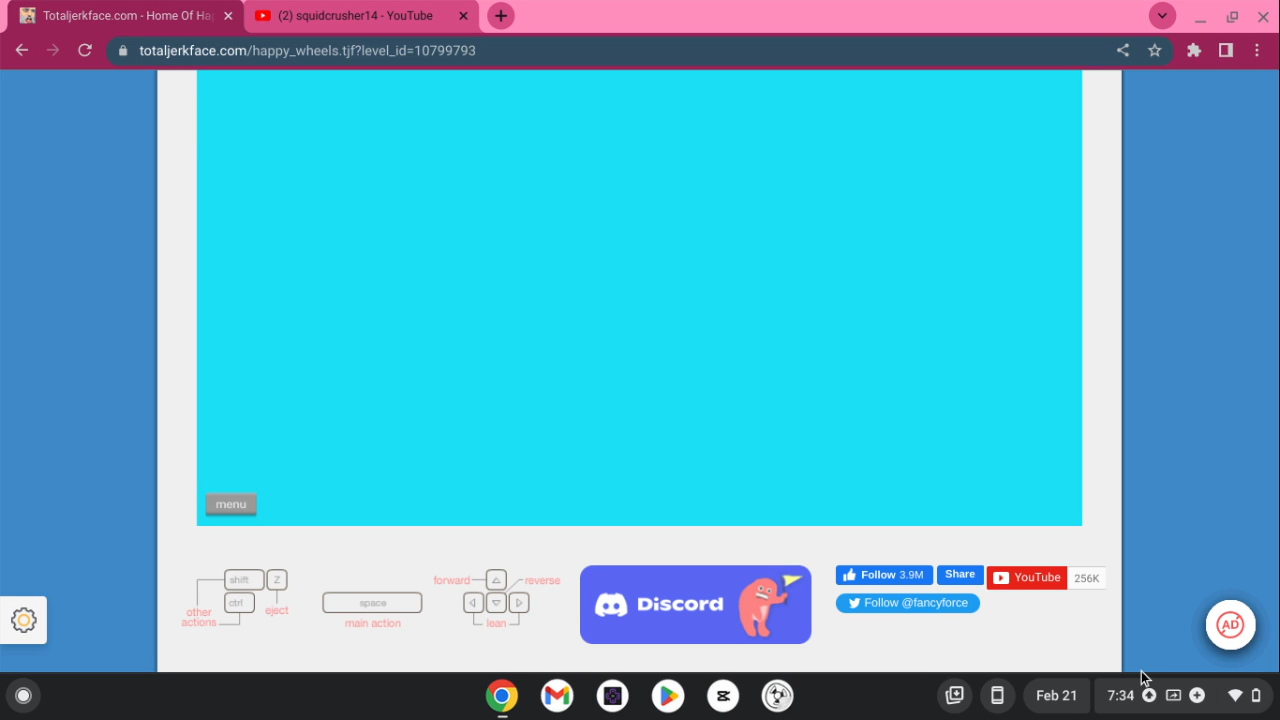 Totaljerkface.com - Home Of Ha
(2) squidcrusher14 - YouTube
totaljerkface.com/happy_wheels.tjf?level_id=10799793
menu
shift
Z
ctrl
other
actions
eject
space
main action
forward
reverse
lean
Discord
Follow 3.9M
Share
YouTube
256K
Follow @fancyforce
AD
Feb 21
7:34